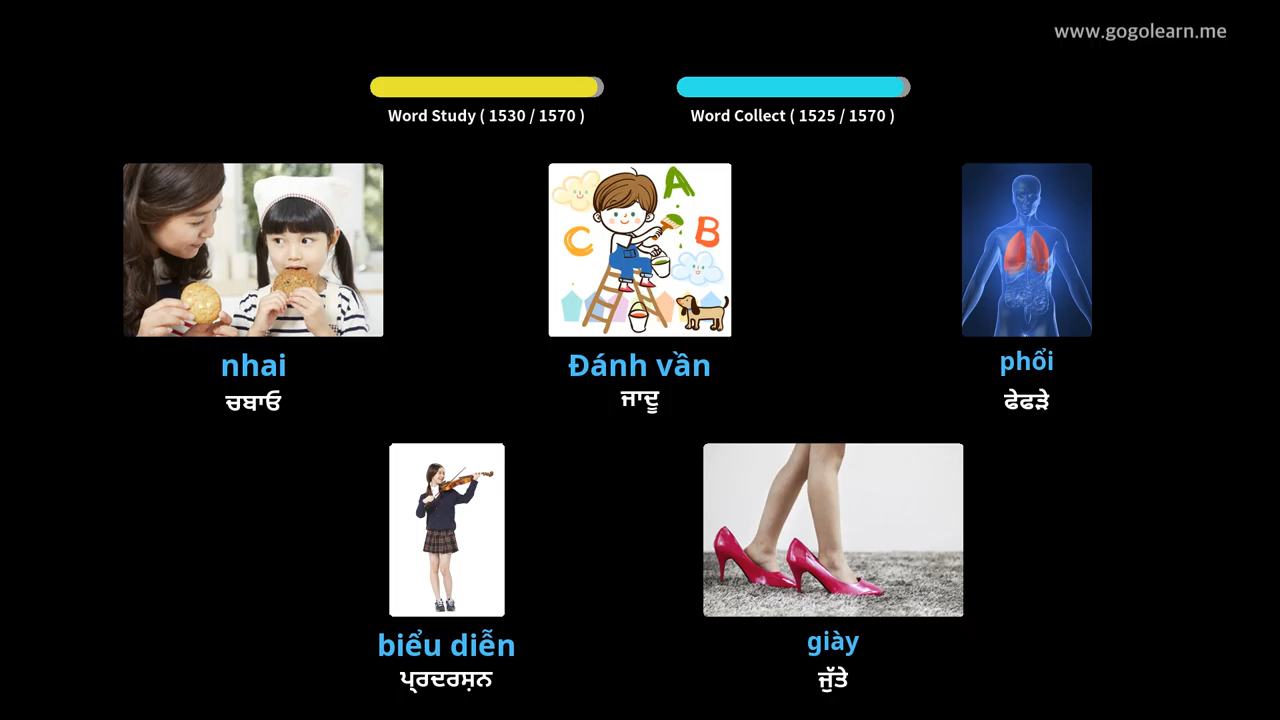 www.gogolearn.me
Word Study ( 1530 / 1570 )
Word Collect ( 1525 / 1570 )
A
B
C
nhai
ਚਬਾਓ
Đánh vần
ਜਾਦੂ
phổi
ਫੇਫੜੇ
biểu diễn
ਪ੍ਰਦਰਸ਼ਨ
giày
ਜੁੱਤੇ